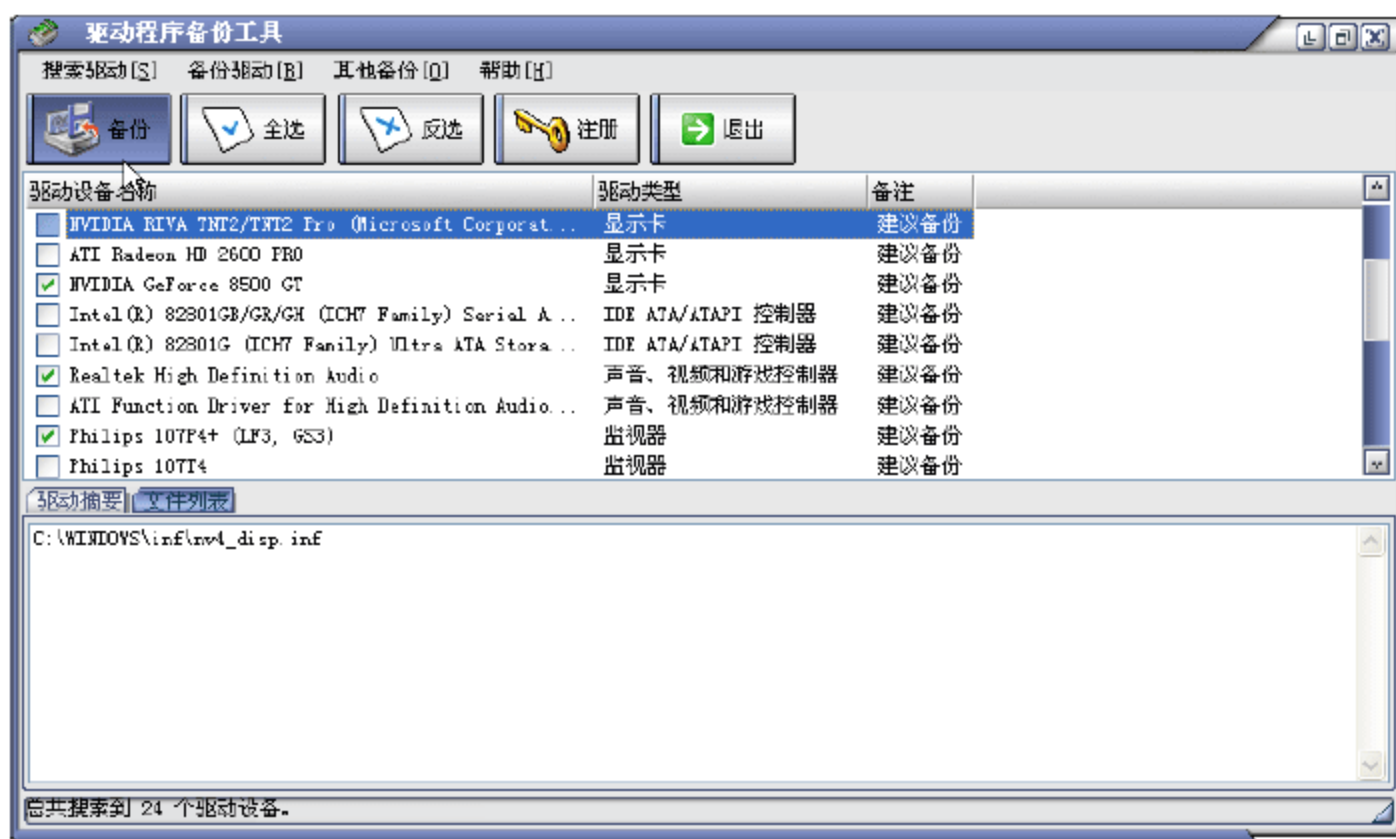 驱动程序备份工具
搜索驱动[S] 备份驱动[B] 其他备份[O] 帮助[H]
备份 全选 反选 注册 退出
驱动设备名称 驱动类型 备注
NVIDIA RIVA TNT2/TNT2 Pro (Microsoft Corporat... 显示卡 建议备份
ATI Radeon HD 2600 PRO 显示卡 建议备份
NVIDIA GeForce 8500 GT 显示卡 建议备份
Intel(R) 82801GB/GR/GH (ICH7 Family) Serial A... IDE ATA/ATAPI 控制器 建议备份
Intel(R) 82801G (ICH7 Family) Ultra ATA Stora... IDE ATA/ATAPI 控制器 建议备份
Realtek High Definition Audio 声音、视频和游戏控制器 建议备份
ATI Function Driver for High Definition Audio... 声音、视频和游戏控制器 建议备份
Philips 107P4+ (LF3, GS3) 监视器 建议备份
Philips 107T4 监视器 建议备份
驱动摘要 文件列表
C:\WINDOWS\inf\nv4_disp.inf
总共搜索到 24 个驱动设备.